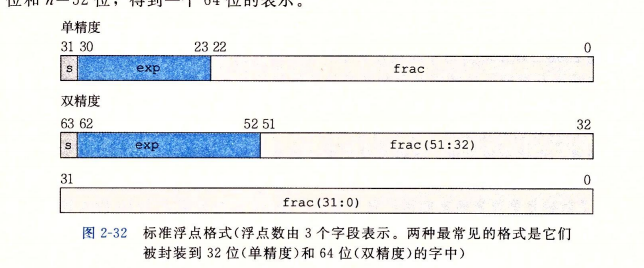 位和 n=52 位，得到一个 64 位的表示。
单精度
31 30 23 22 0
s exp frac
双精度
63 62 52 51 32
s exp frac(51:32)
31 0
frac(31:0)
图 2-32 标准浮点格式(浮点数由 3 个字段表示。两种最常见的格式是它们
被封装到 32 位(单精度)和 64 位(双精度)的字中)